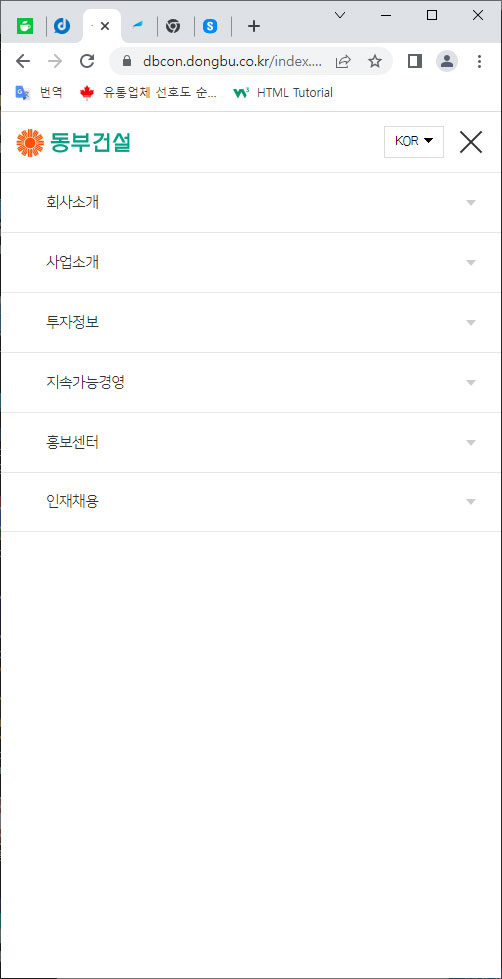 dbcon.dongbu.co.kr/index....
번역 유통업체 선호도 순... HTML Tutorial
동부건설 KOR
회사소개
사업소개
투자정보
지속가능경영
홍보센터
인재채용